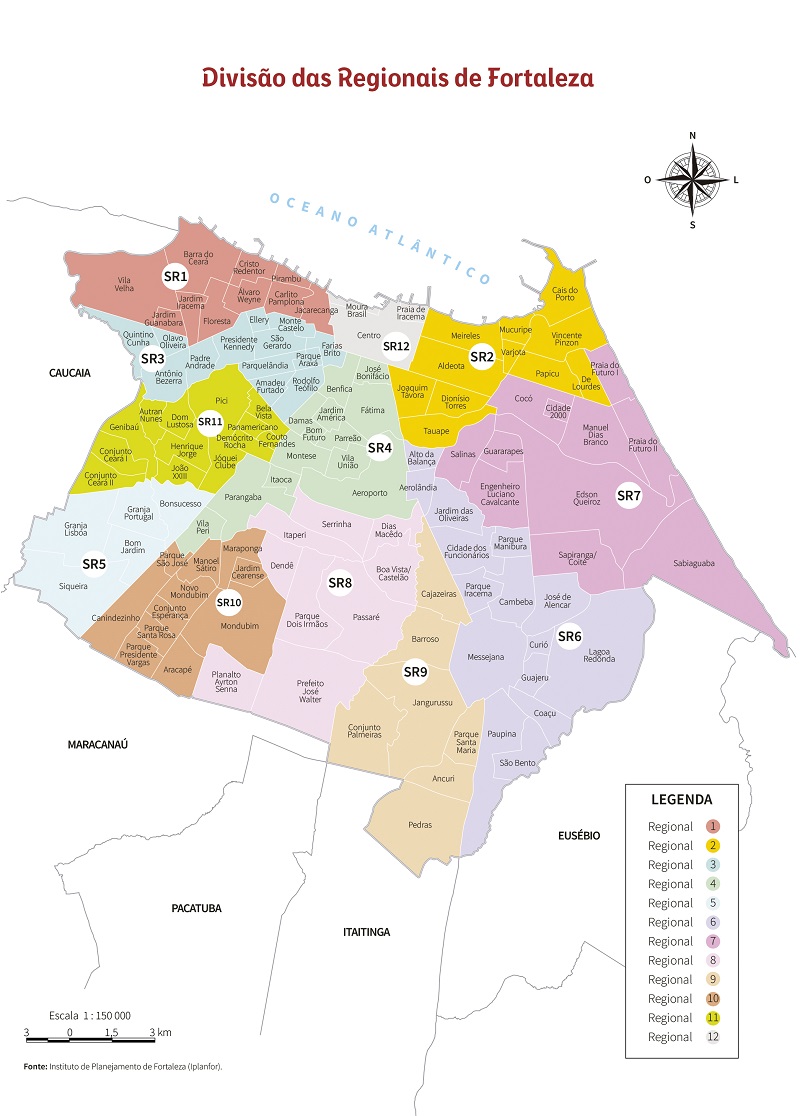 Divisão das Regionais de Fortaleza
N
O
L
S
OCEANO ATLÂNTICO
SR1
Vila
Velha
Barra do
Ceará
Cristo
Redentor
Pirambu
Jardim
Iracema
Álvaro
Weyne
Carlito
Pamplona
Jacarecanga
Jardim
Guanabara
Floresta
SR3
Quintino
Cunha
Olavo
Oliveira
Padre
Andrade
Antônio
Bezerra
Presidente
Kennedy
Ellery
Monte
Castelo
São
Gerardo
Farias
Brito
Parque
Araxá
Parquelândia
Amadeu
Furtado
Rodolfo
Teófilo
SR12
Moura
Brasil
Praia de
Iracema
Centro
SR2
Cais do
Porto
Meireles
Mucuripe
Varjota
Vincente
Pinzon
Aldeota
Papicu
De
Lourdes
Praia do
Futuro I
Joaquim
Távora
Dionísio
Torres
Tauape
SR11
Autran
Nunes
Dom
Lustosa
Pici
Bela
Vista
Genibaú
Henrique
Jorge
Panamericano
Demócrito
Rocha
Couto
Fernandes
Conjunto
Ceará I
João
XXIII
Jóquei
Clube
Conjunto
Ceará II
SR4
José
Bonifácio
Benfica
Jardim
América
Fátima
Damas
Bom
Futuro
Parreão
Montese
Vila
União
Itaoca
Aeroporto
Parangaba
Vila
Peri
SR7
Cocó
Cidade
2000
Manuel
Dias
Branco
Praia do
Futuro II
Salinas
Guararapes
Engenheiro
Luciano
Cavalcante
Edson
Queiroz
Sapiranga/
Coité
Sabiaguaba
SR5
Granja
Lisboa
Granja
Portugal
Bonsucesso
Bom
Jardim
Siqueira
SR10
Parque
São José
Manoel
Satiro
Maraponga
Jardim
Cearense
Novo
Mondubim
Conjunto
Esperança
Canindezinho
Parque
Santa Rosa
Mondubim
Parque
Presidente
Vargas
Aracapé
SR8
Serrinha
Itaperi
Dias
Macêdo
Dendê
Boa Vista/
Castelão
Parque
Dois Irmãos
Passaré
Planalto
Ayrton
Senna
Prefeito
José
Walter
SR6
Alto da
Balança
Aerolândia
Jardim das
Oliveiras
Cidade dos
Funcionários
Parque
Manibura
Parque
Iracema
Cambeba
José de
Alencar
Messejana
Curió
Lagoa
Redonda
Guajeru
Coaçu
Paupina
São Bento
SR9
Cajazeiras
Barroso
Jangurussu
Conjunto
Palmeiras
Parque
Santa
Maria
Ancuri
Pedras
CAUCAIA
MARACANAÚ
PACATUBA
ITAITINGA
EUSÉBIO
LEGENDA
Regional 1
Regional 2
Regional 3
Regional 4
Regional 5
Regional 6
Regional 7
Regional 8
Regional 9
Regional 10
Regional 11
Regional 12
Escala 1 : 150 000
3 0 1,5 3 km
Fonte: Instituto de Planejamento de Fortaleza (Iplanfor).